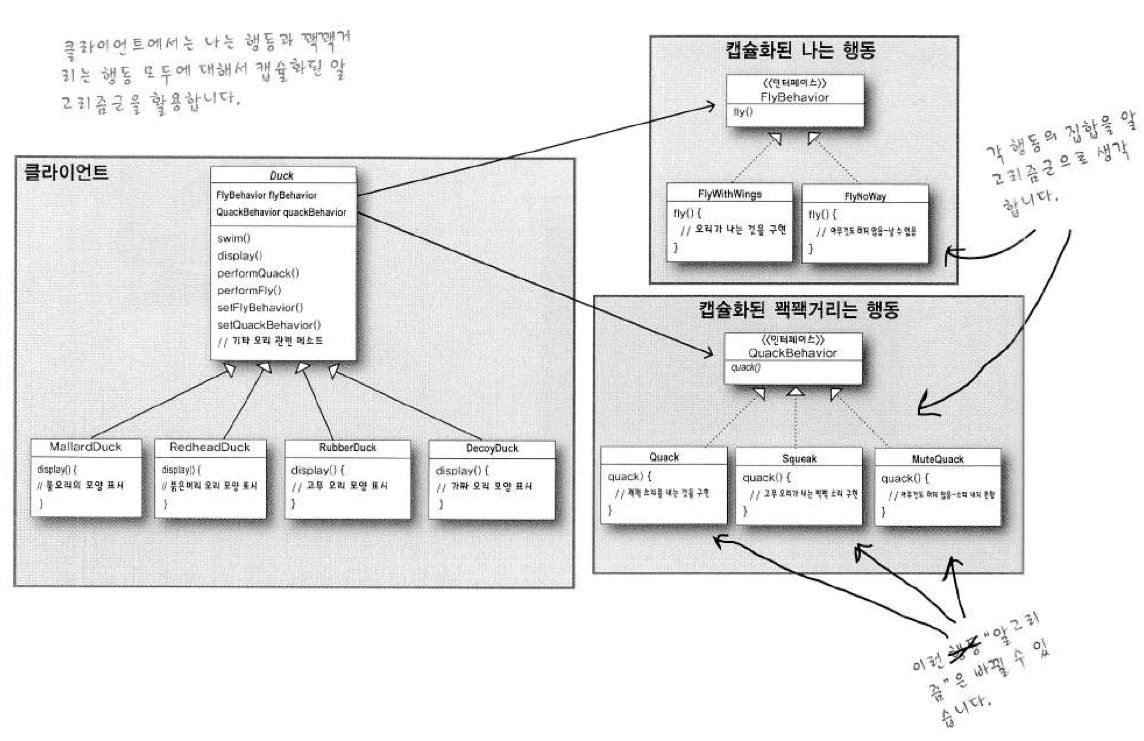 클라이언트에서는 나는 행동과 꽥꽥거
리는 행동 모두에 대해서 캡슐화된 알
고리즘군을 활용합니다.
클라이언트
Duck
FlyBehavior flyBehavior
QuackBehavior quackBehavior
swim()
display()
performQuack()
performFly()
setFlyBehavior()
setQuackBehavior()
// 기타 오리 관련 메소드
MallardDuck
display() {
// 물오리의 모양 표시
}
RedheadDuck
display() {
// 붉은머리 오리 모양 표시
}
RubberDuck
display() {
// 고무 오리 모양 표시
}
DecoyDuck
display() {
// 가짜 오리 모양 표시
}
캡슐화된 나는 행동
<<인터페이스>>
FlyBehavior
fly()
FlyWithWings
fly() {
// 오리가 나는 것을 구현
}
FlyNoWay
fly() {
// 아무것도 하지 않음-날 수 없음
}
각 행동의 집합을 알
고리즘군으로 생각
합니다.
캡슐화된 꽥꽥거리는 행동
<<인터페이스>>
QuackBehavior
quack()
Quack
quack) {
// 꽥꽥 소리를 내는 것을 구현
}
Squeak
quack() {
// 고무 오리가 내는 삑삑 소리 구현
}
MuteQuack
quack() {
// 아무것도 하지 않음-소리 내지 못함
}
이런 행동 "알고리
즘"은 바뀔 수 있
습니다.